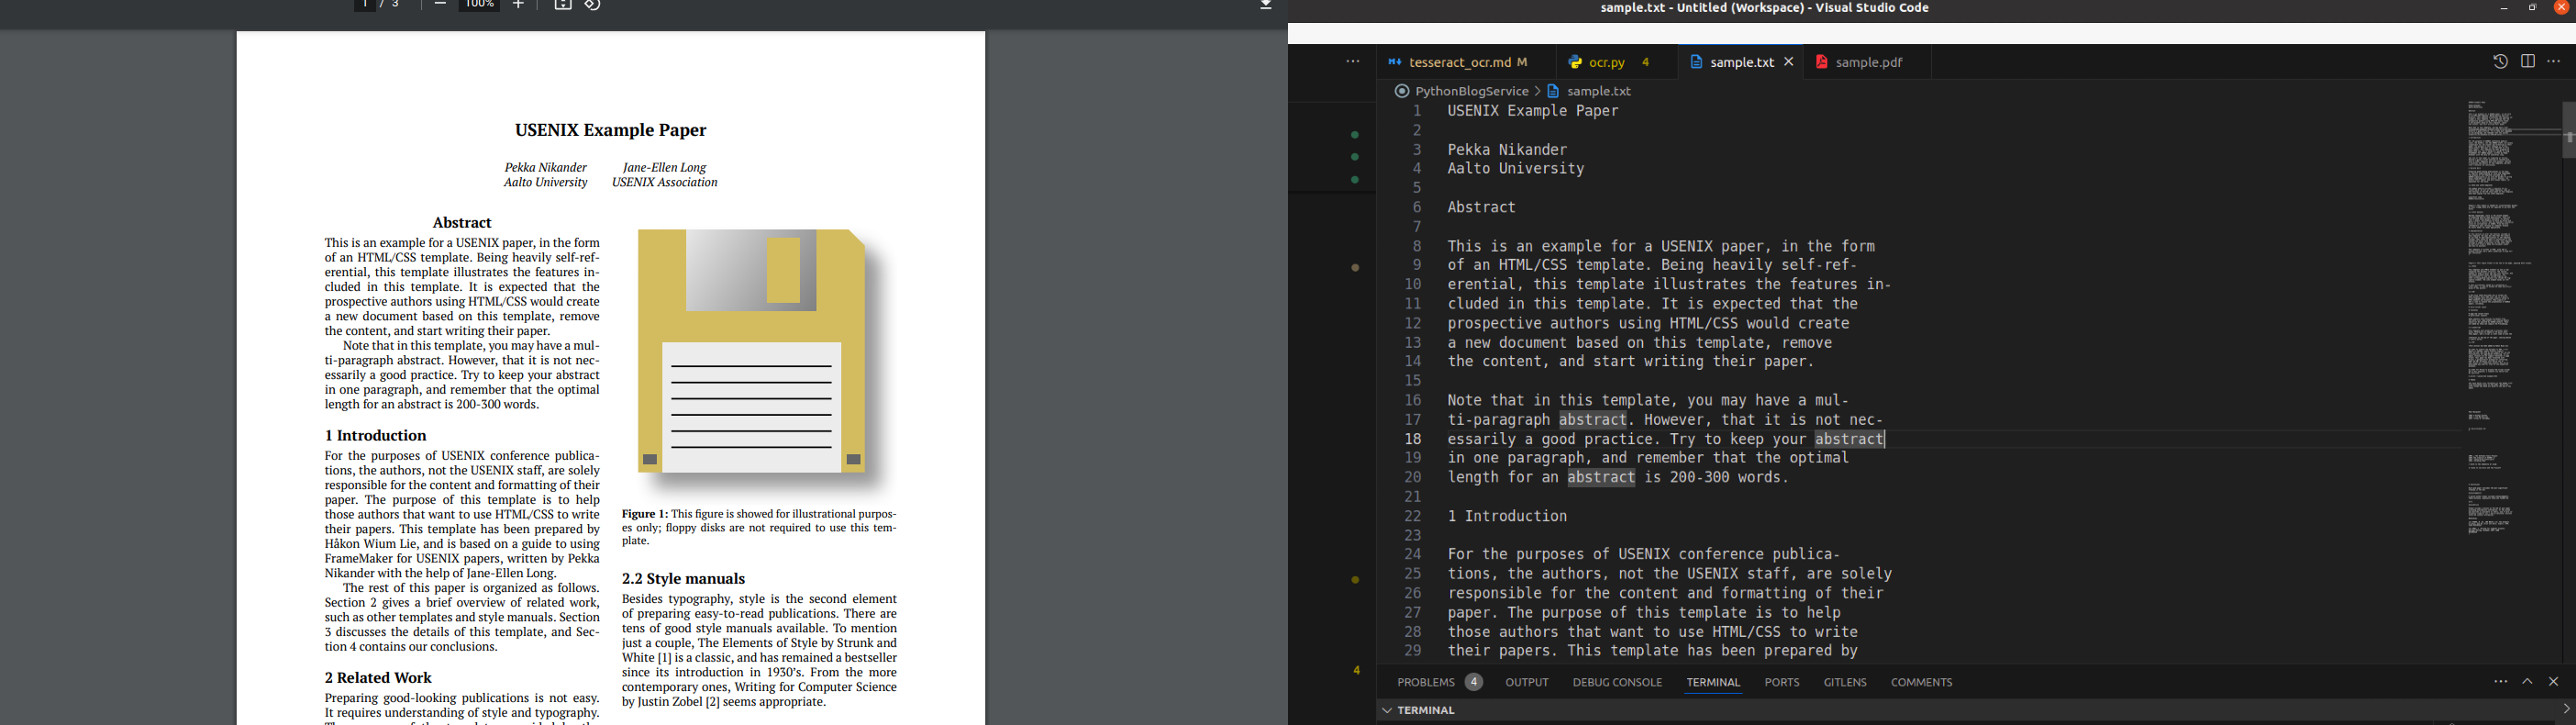 1 / 3 100%
USENIX Example Paper
Pekka Nikander Jane-Ellen Long
Aalto University USENIX Association
Abstract
This is an example for a USENIX paper, in the form
of an HTML/CSS template. Being heavily self-ref-
erential, this template illustrates the features in-
cluded in this template. It is expected that the
prospective authors using HTML/CSS would create
a new document based on this template, remove
the content, and start writing their paper.
Note that in this template, you may have a mul-
ti-paragraph abstract. However, that it is not nec-
essarily a good practice. Try to keep your abstract
in one paragraph, and remember that the optimal
length for an abstract is 200-300 words.
1 Introduction
For the purposes of USENIX conference publica-
tions, the authors, not the USENIX staff, are solely
responsible for the content and formatting of their
paper. The purpose of this template is to help
those authors that want to use HTML/CSS to write
their papers. This template has been prepared by
Håkon Wium Lie, and is based on a guide to using
FrameMaker for USENIX papers, written by Pekka
Nikander with the help of Jane-Ellen Long.
The rest of this paper is organized as follows.
Section 2 gives a brief overview of related work,
such as other templates and style manuals. Section
3 discusses the details of this template, and Sec-
tion 4 contains our conclusions.
2 Related Work
Preparing good-looking publications is not easy.
It requires understanding of style and typography.
Figure 1: This figure is showed for illustrational purpos-
es only; floppy disks are not required to use this tem-
plate.
2.2 Style manuals
Besides typography, style is the second element
of preparing easy-to-read publications. There are
tens of good style manuals available. To mention
just a couple, The Elements of Style by Strunk and
White [1] is a classic, and has remained a bestseller
since its introduction in 1930's. From the more
contemporary ones, Writing for Computer Science
by Justin Zobel [2] seems appropriate.
sample.txt - Untitled (Workspace) - Visual Studio Code
tesseract_ocr.md M ocr.py 4 sample.txt sample.pdf
PythonBlogService > sample.txt
1 USENIX Example Paper
2
3 Pekka Nikander
4 Aalto University
5
6 Abstract
7
8 This is an example for a USENIX paper, in the form
9 of an HTML/CSS template. Being heavily self-ref-
10 erential, this template illustrates the features in-
11 cluded in this template. It is expected that the
12 prospective authors using HTML/CSS would create
13 a new document based on this template, remove
14 the content, and start writing their paper.
15
16 Note that in this template, you may have a mul-
17 ti-paragraph abstract. However, that it is not nec-
18 essarily a good practice. Try to keep your abstract
19 in one paragraph, and remember that the optimal
20 length for an abstract is 200-300 words.
21
22 1 Introduction
23
24 For the purposes of USENIX conference publica-
25 tions, the authors, not the USENIX staff, are solely
26 responsible for the content and formatting of their
27 paper. The purpose of this template is to help
28 those authors that want to use HTML/CSS to write
29 their papers. This template has been prepared by
4
PROBLEMS 4 OUTPUT DEBUG CONSOLE TERMINAL PORTS GITLENS COMMENTS
TERMINAL